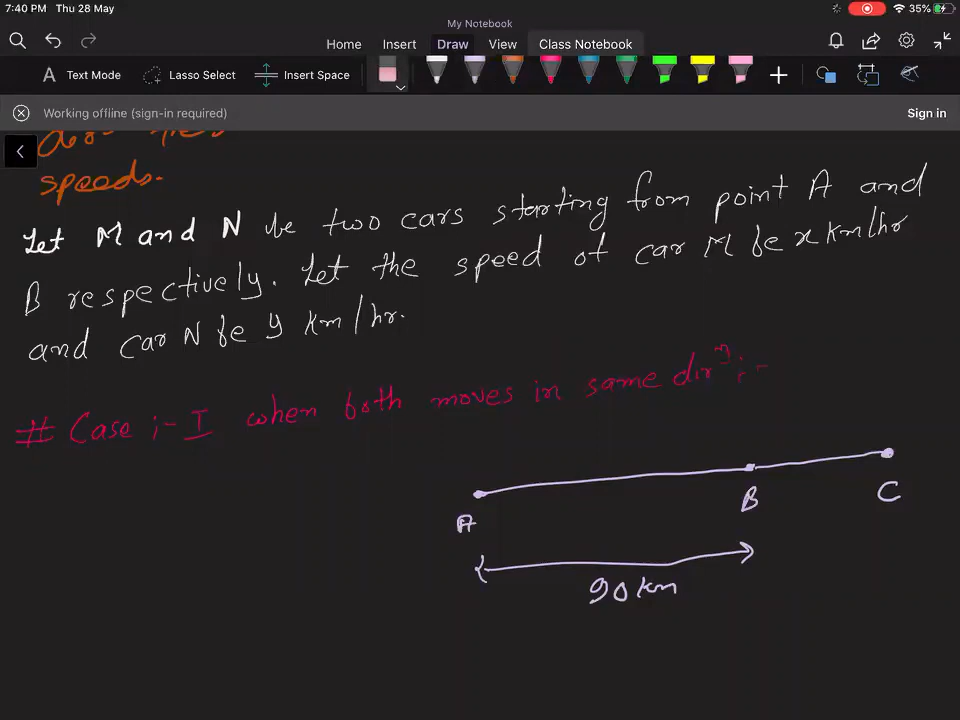 7:40 PM Thu 28 May
35%
My Notebook
Home Insert Draw View Class Notebook
Text Mode Lasso Select Insert Space
Working offline (sign-in required) Sign in
speeds.
Let M and N be two cars starting from point A and
B respectively. Let the speed of car M be x km/hr
and car N be y km/hr.
# Case :- I when both moves in same dirⁿ :-
A B C
90 km